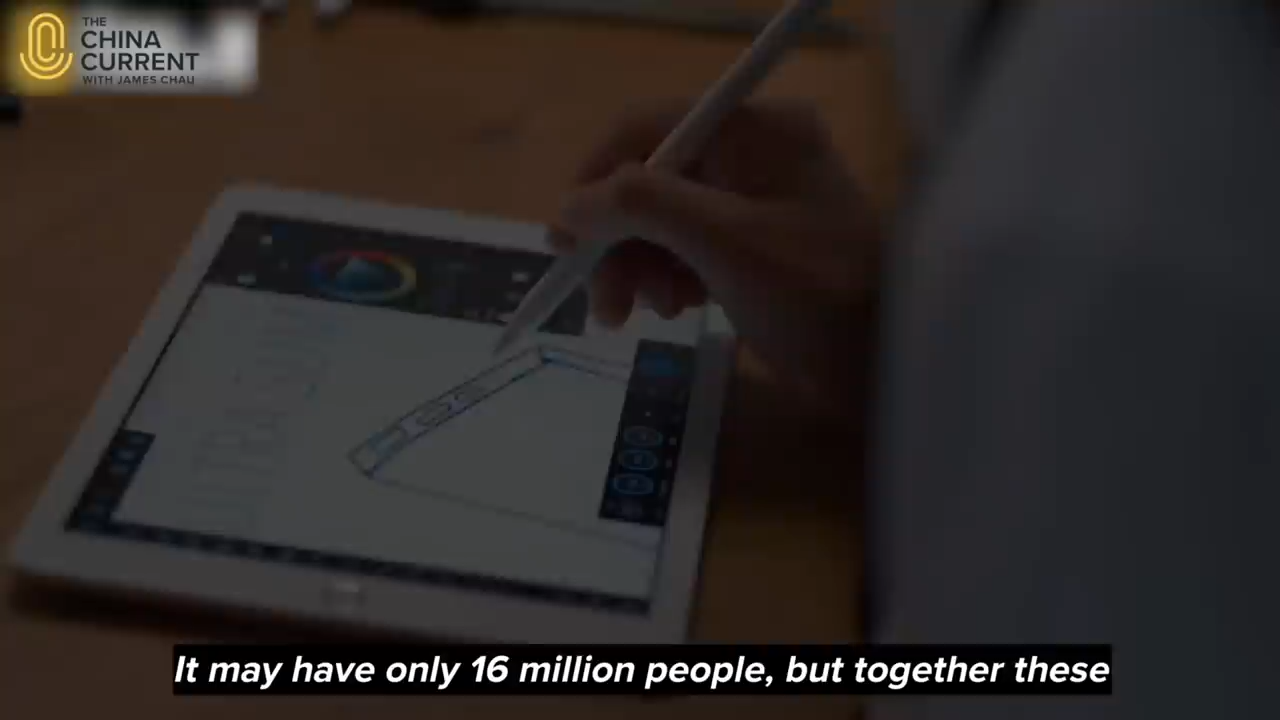 THE
CHINA
CURRENT
WITH JAMES CHAU
It may have only 16 million people, but together these